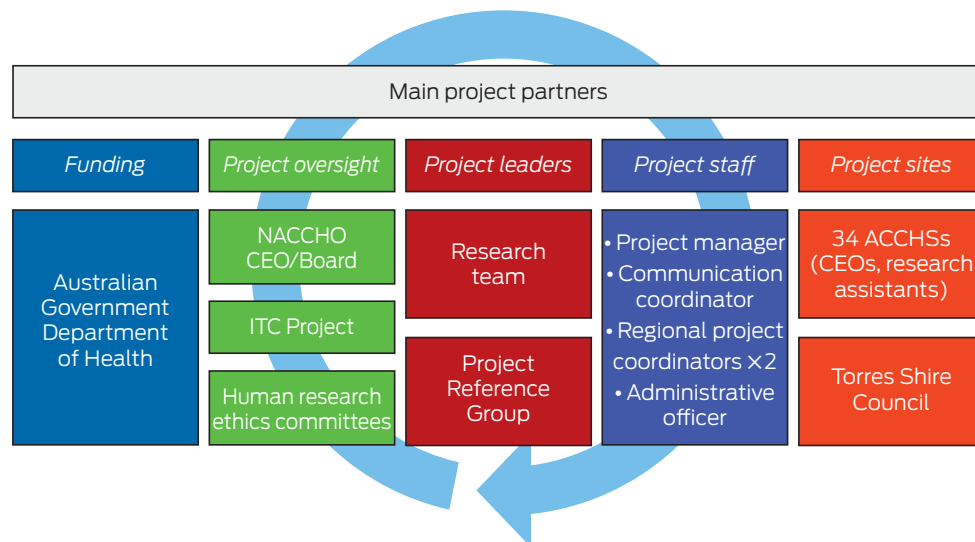 Main project partners
Funding
Project oversight
Project leaders
Project staff
Project sites
Australian
Government
Department
of Health
NACCHO
CEO/Board
ITC Project
Human research
ethics committees
Research
team
Project
Reference
Group
• Project manager
• Communication
coordinator
• Regional project
coordinators ×2
• Administrative
officer
34 ACCHSs
(CEOs, research
assistants)
Torres Shire
Council